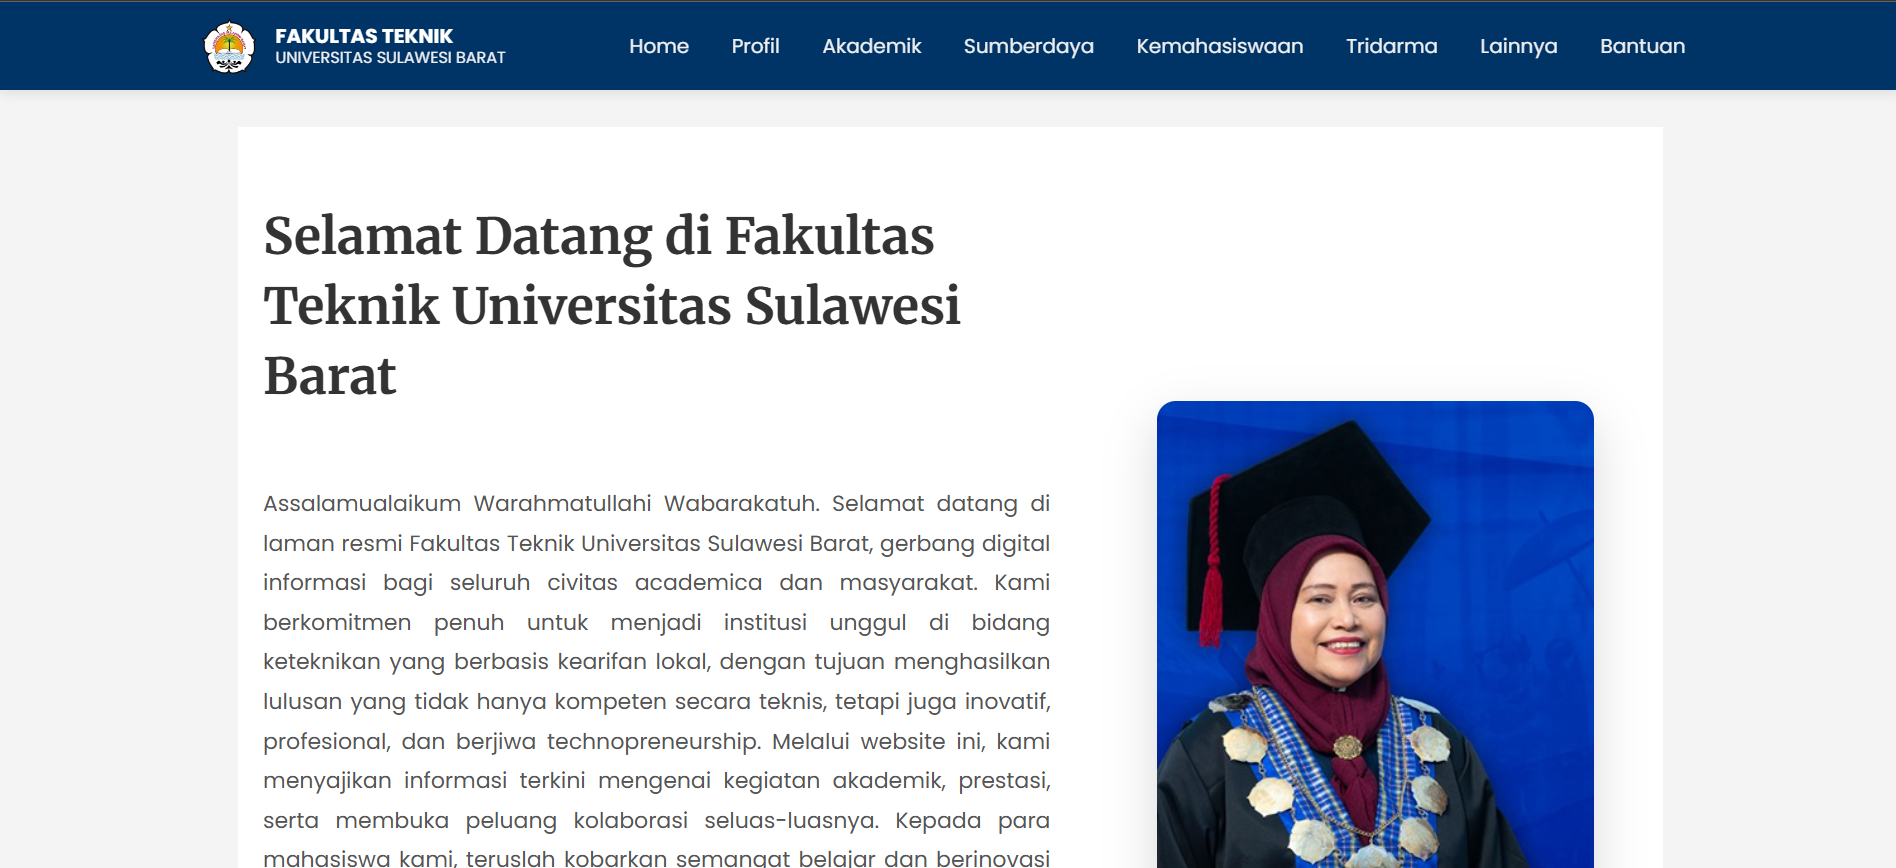 FAKULTAS TEKNIK
UNIVERSITAS SULAWESI BARAT
Home Profil Akademik Sumberdaya Kemahasiswaan Tridarma Lainnya Bantuan
Selamat Datang di Fakultas
Teknik Universitas Sulawesi
Barat
Assalamualaikum Warahmatullahi Wabarakatuh. Selamat datang di
laman resmi Fakultas Teknik Universitas Sulawesi Barat, gerbang digital
informasi bagi seluruh civitas academica dan masyarakat. Kami
berkomitmen penuh untuk menjadi institusi unggul di bidang
keteknikan yang berbasis kearifan lokal, dengan tujuan menghasilkan
lulusan yang tidak hanya kompeten secara teknis, tetapi juga inovatif,
profesional, dan berjiwa technopreneurship. Melalui website ini, kami
menyajikan informasi terkini mengenai kegiatan akademik, prestasi,
serta membuka peluang kolaborasi seluas-luasnya. Kepada para
mahasiswa kami, teruslah kobarkan semangat belajar dan berinovasi